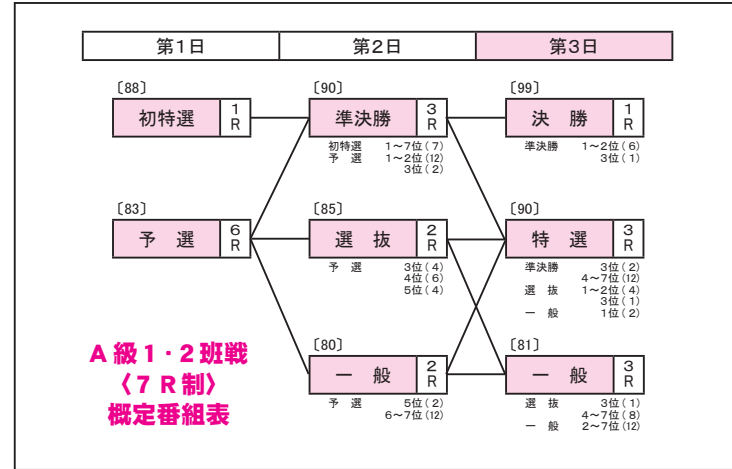 第1日 第2日 第3日
〔88〕 〔90〕 〔99〕
初特選 1R 準決勝 3R 決 勝 1R
初特選 1～7位(7) 準決勝 1～2位(6)
予 選 1～2位(12) 3位(1)
3位(2)
〔83〕 〔85〕 〔90〕
予 選 6R 選 抜 2R 特 選 3R
予 選 3位(4) 準決勝 3位(2)
4位(6) 4～7位(12)
5位(4) 選 抜 1～2位(4)
3位(1)
一 般 1位(2)
〔80〕 〔81〕
一 般 2R 一 般 3R
予 選 5位(2) 選 抜 3位(1)
6～7位(12) 4～7位(8)
一 般 2～7位(12)
A級1・2班戦
〈7R制〉
概定番組表